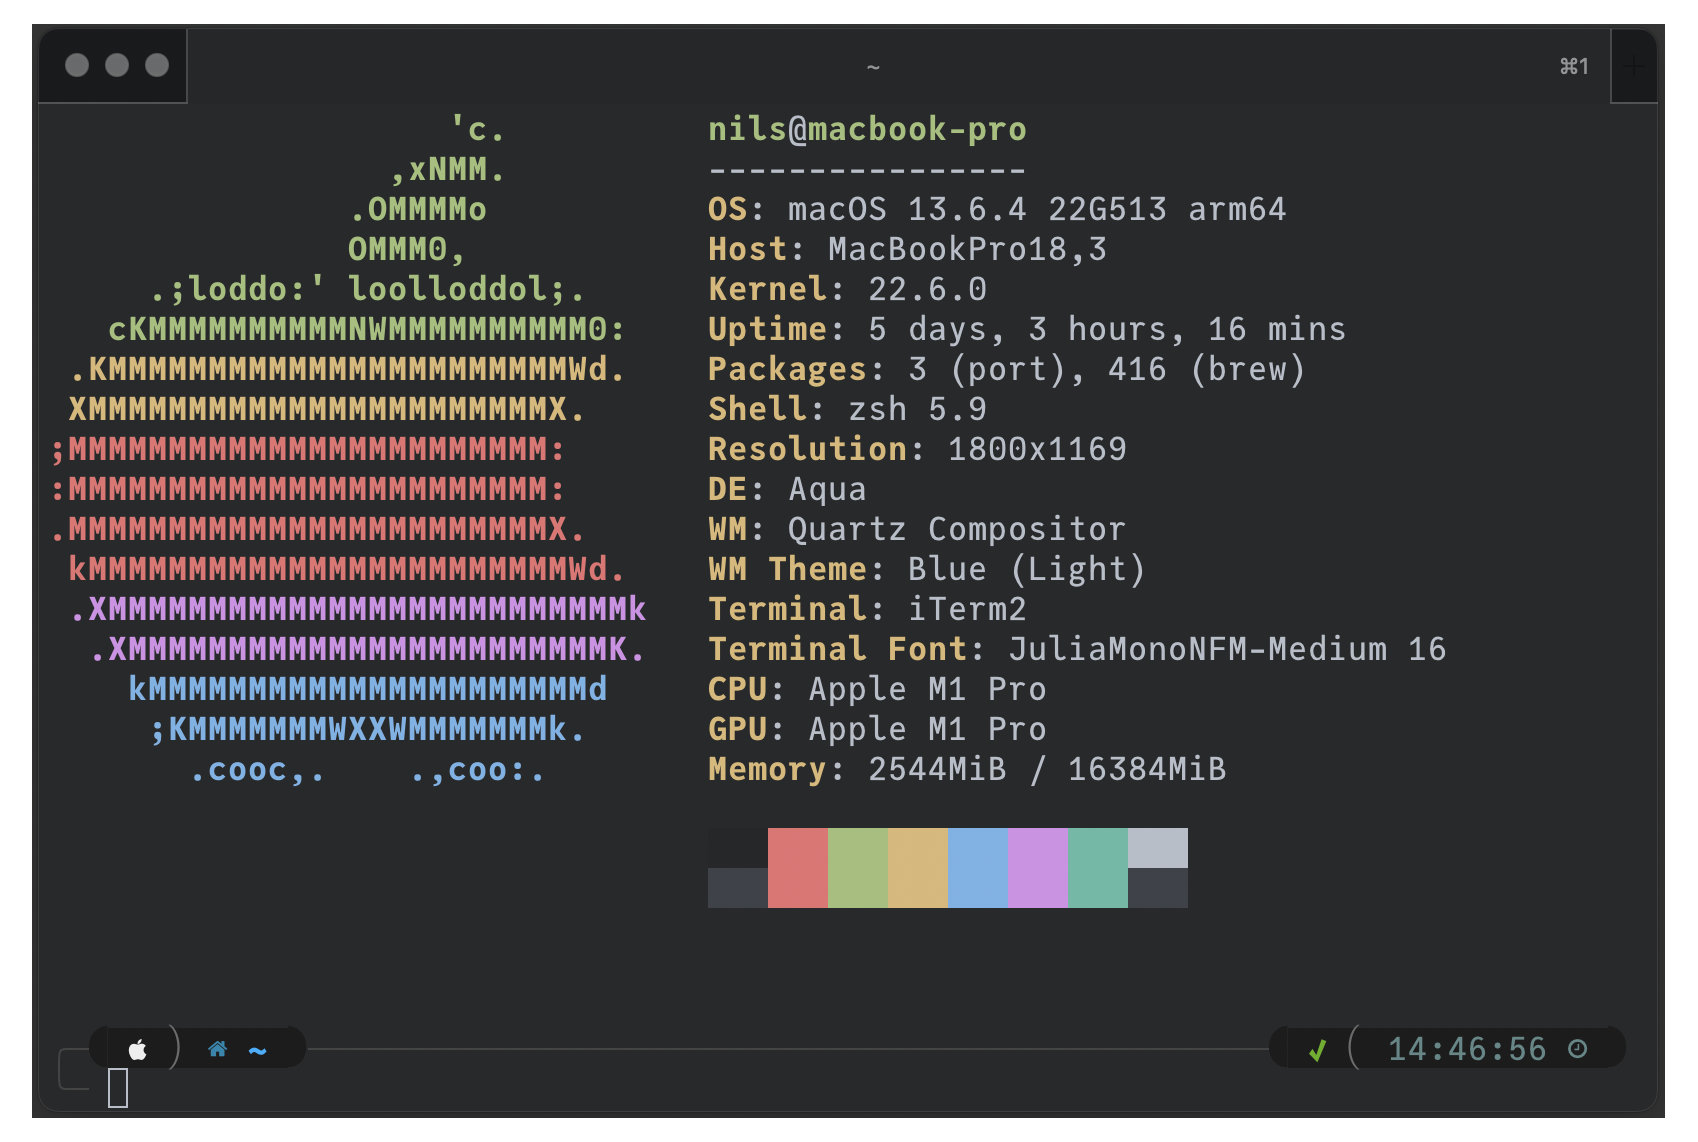 ~ ⌘1 +
'c. nils@macbook-pro
,xNMM. ----------------
.OMMMMo OS: macOS 13.6.4 22G513 arm64
OMMM0, Host: MacBookPro18,3
.;loddo:' loolloddol;. Kernel: 22.6.0
cKMMMMMMMMMMNWMMMMMMMMMM0: Uptime: 5 days, 3 hours, 16 mins
.KMMMMMMMMMMMMMMMMMMMMMMMWd. Packages: 3 (port), 416 (brew)
XMMMMMMMMMMMMMMMMMMMMMMMX. Shell: zsh 5.9
;MMMMMMMMMMMMMMMMMMMMMMMM: Resolution: 1800x1169
:MMMMMMMMMMMMMMMMMMMMMMMM: DE: Aqua
.MMMMMMMMMMMMMMMMMMMMMMMMX. WM: Quartz Compositor
kMMMMMMMMMMMMMMMMMMMMMMMMWd. WM Theme: Blue (Light)
.XMMMMMMMMMMMMMMMMMMMMMMMMMMk Terminal: iTerm2
.XMMMMMMMMMMMMMMMMMMMMMMMMK. Terminal Font: JuliaMonoNFM-Medium 16
kMMMMMMMMMMMMMMMMMMMMMMd CPU: Apple M1 Pro
;KMMMMMMMWXXWMMMMMMMk. GPU: Apple M1 Pro
.cooc,. .,coo:. Memory: 2544MiB / 16384MiB
~ ✓ 14:46:56